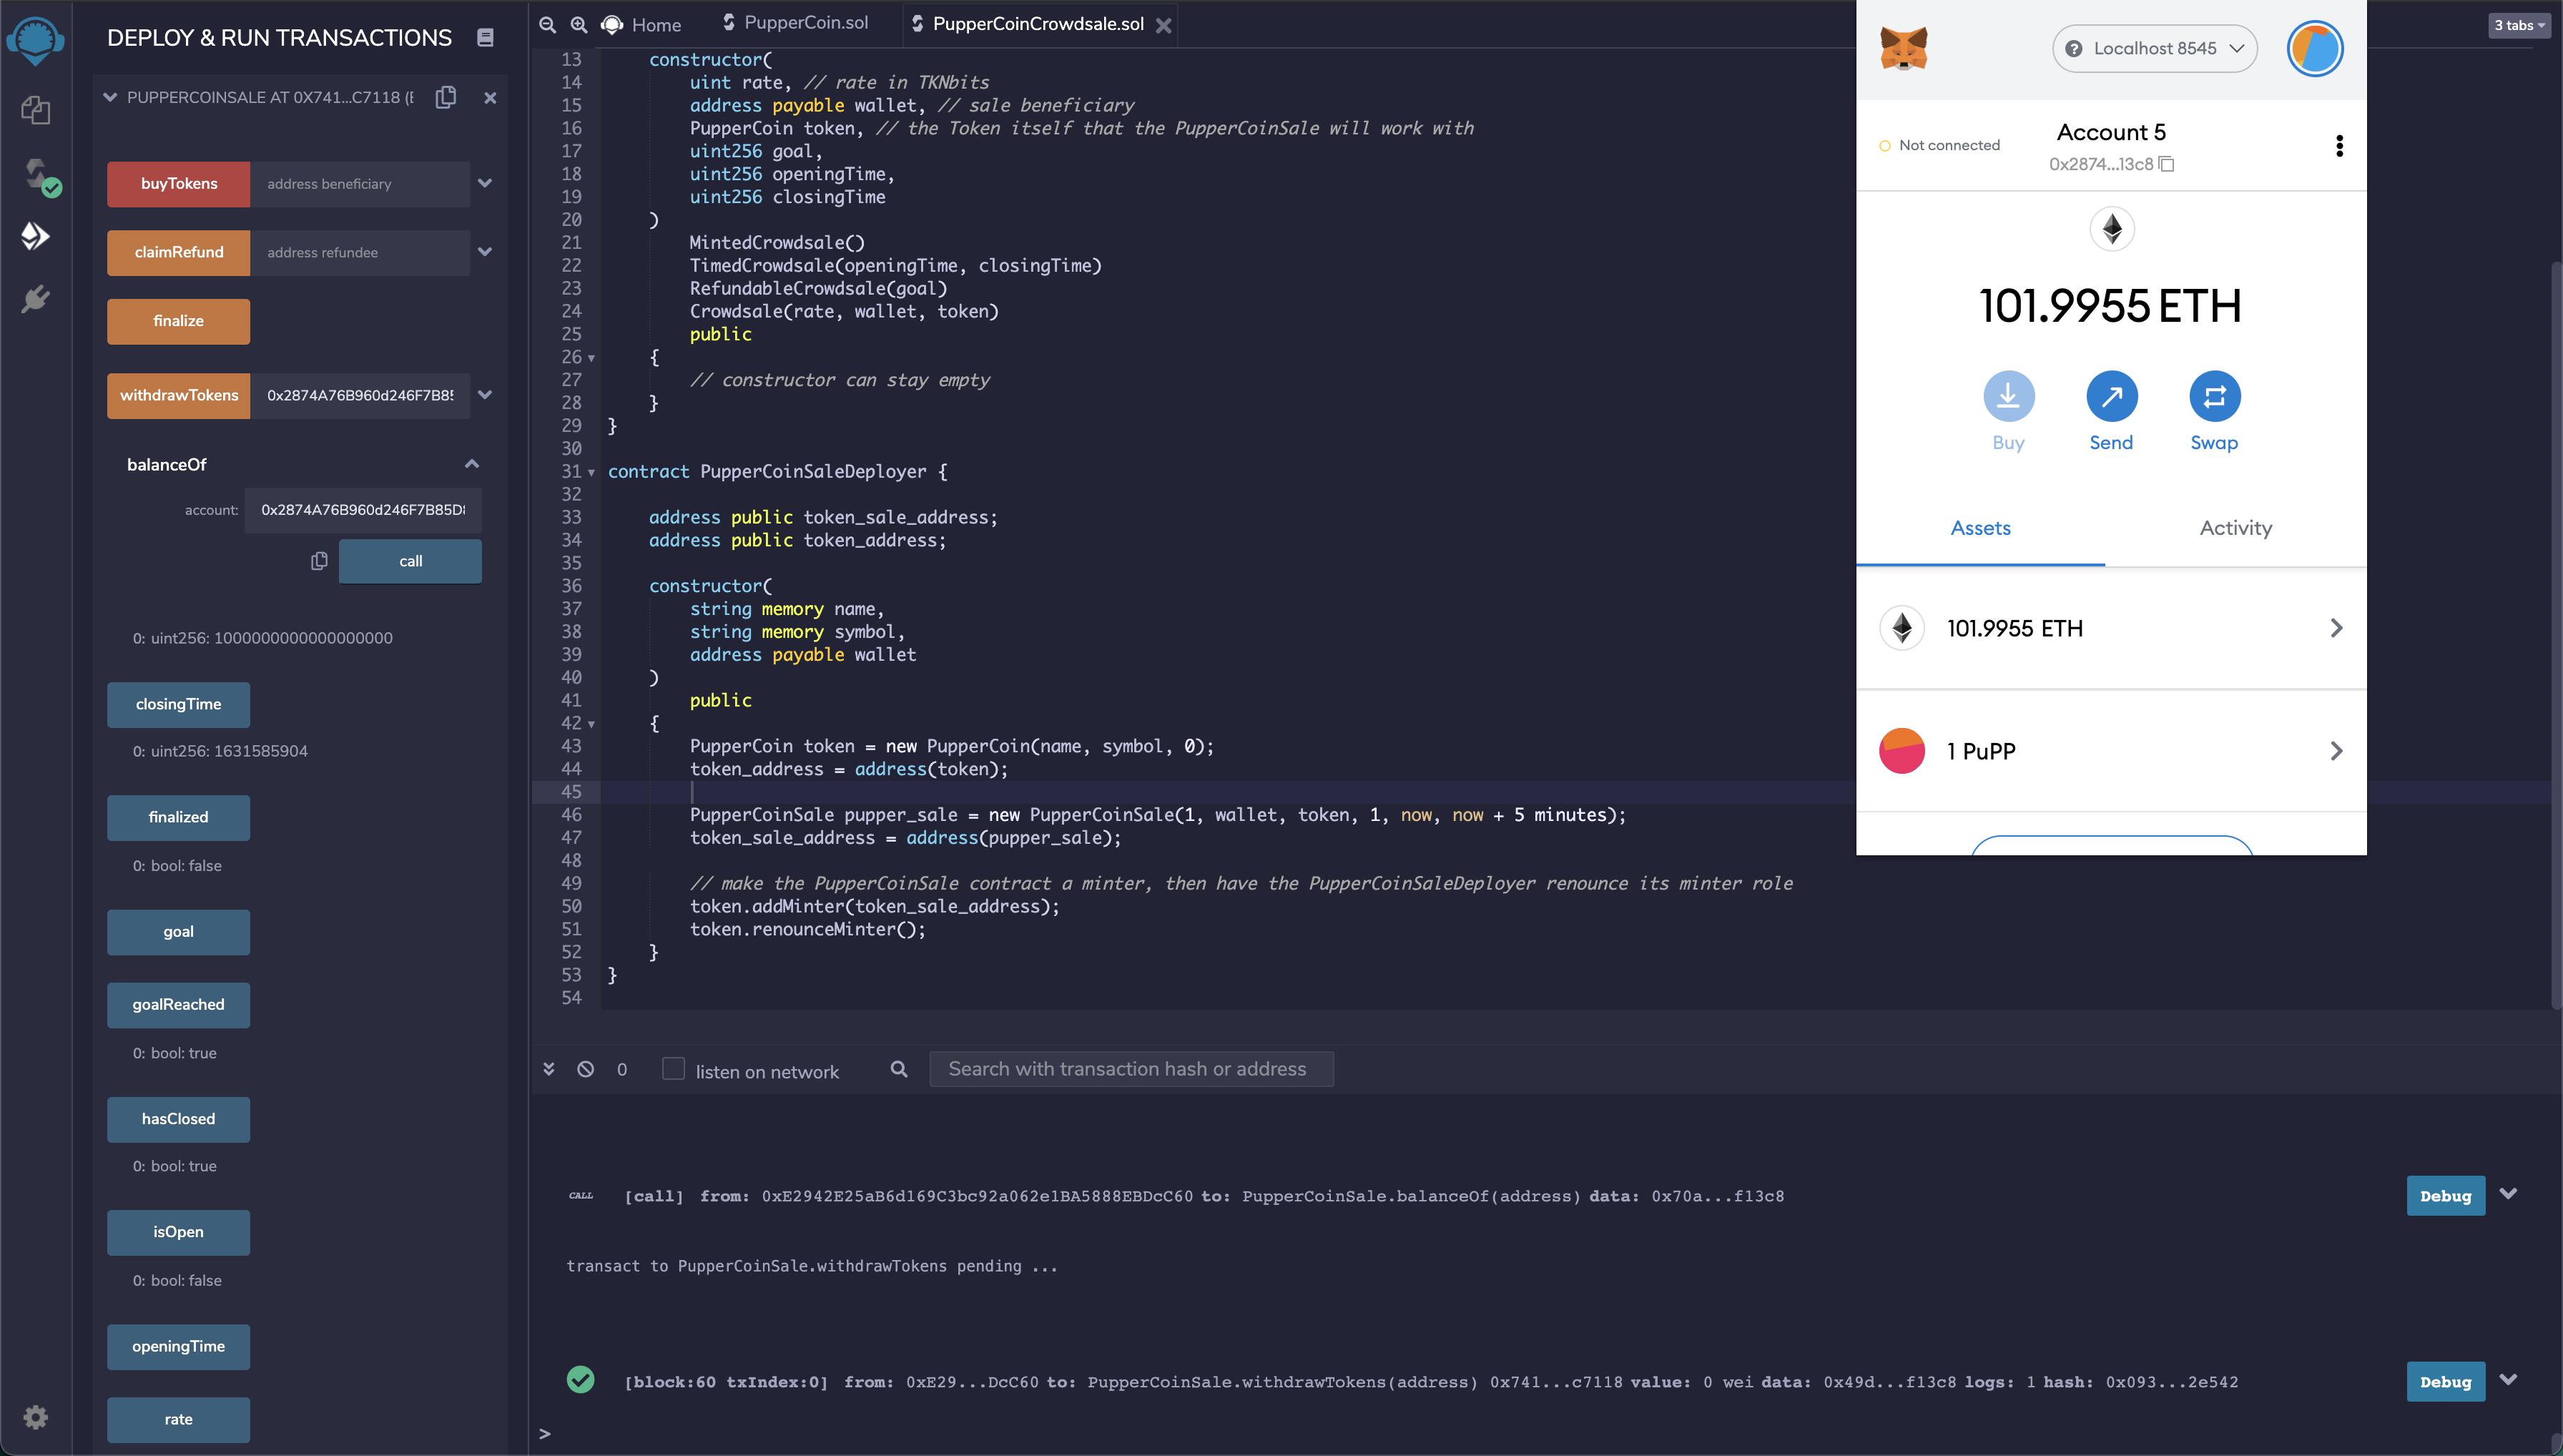 DEPLOY & RUN TRANSACTIONS
PUPPERCOINSALE AT 0X741...C7118 (
buyTokens address beneficiary
claimRefund address refundee
finalize
withdrawTokens 0x2874A76B960d246F7B8
balanceOf
account: 0x2874A76B960d246F7B85D
call
0: uint256: 1000000000000000000
closingTime
0: uint256: 1631585904
finalized
0: bool: false
goal
goalReached
0: bool: true
hasClosed
0: bool: true
isOpen
0: bool: false
openingTime
rate
Home PupperCoin.sol PupperCoinCrowdsale.sol 3 tabs
13 constructor(
14 uint rate, // rate in TKNbits
15 address payable wallet, // sale beneficiary
16 PupperCoin token, // the Token itself that the PupperCoinSale will work with
17 uint256 goal,
18 uint256 openingTime,
19 uint256 closingTime
20 )
21 MintedCrowdsale()
22 TimedCrowdsale(openingTime, closingTime)
23 RefundableCrowdsale(goal)
24 Crowdsale(rate, wallet, token)
25 public
26 {
27 // constructor can stay empty
28 }
29 }
30
31 contract PupperCoinSaleDeployer {
32
33 address public token_sale_address;
34 address public token_address;
35
36 constructor(
37 string memory name,
38 string memory symbol,
39 address payable wallet
40 )
41 public
42 {
43 PupperCoin token = new PupperCoin(name, symbol, 0);
44 token_address = address(token);
45
46 PupperCoinSale pupper_sale = new PupperCoinSale(1, wallet, token, 1, now, now + 5 minutes);
47 token_sale_address = address(pupper_sale);
48
49 // make the PupperCoinSale contract a minter, then have the PupperCoinSaleDeployer renounce its minter role
50 token.addMinter(token_sale_address);
51 token.renounceMinter();
52 }
53 }
54
0 listen on network Search with transaction hash or address
CALL [call] from: 0xE2942E25aB6d169C3bc92a062e1BA5888EBDcC60 to: PupperCoinSale.balanceOf(address) data: 0x70a...f13c8 Debug
transact to PupperCoinSale.withdrawTokens pending ...
[block:60 txIndex:0] from: 0xE29...DcC60 to: PupperCoinSale.withdrawTokens(address) 0x741...c7118 value: 0 wei data: 0x49d...f13c8 logs: 1 hash: 0x093...2e542 Debug
>
Localhost 8545
Not connected
Account 5
0x2874...13c8
101.9955 ETH
Buy Send Swap
Assets Activity
101.9955 ETH
1 PuPP